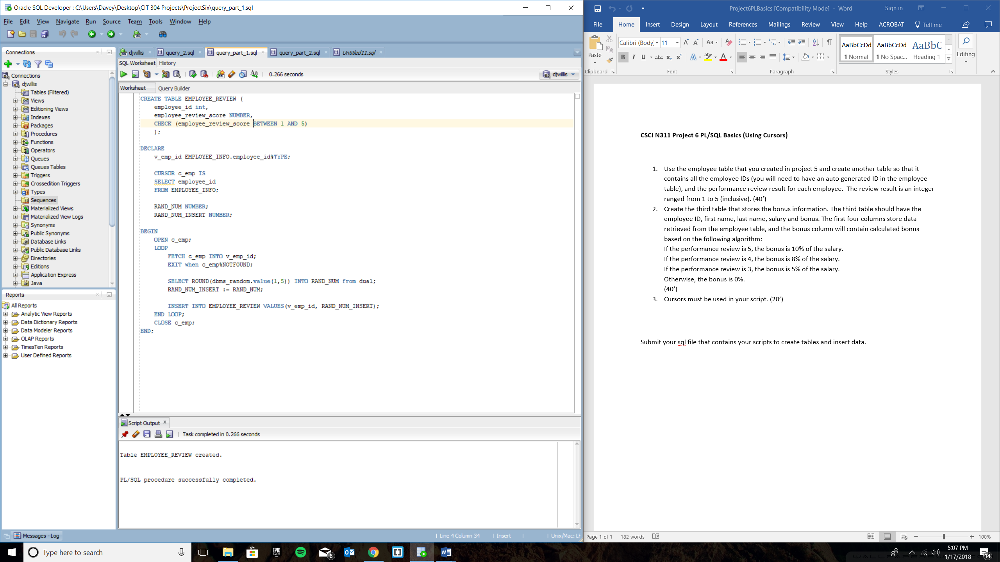 Oracle SQL Developer : C:\Users\Davey\Desktop\CIT 304 Projects\ProjectSix\query_part_1.sql
File Edit View Navigate Run Source Team Tools Window Help
Connections
Connections
djwillis
Tables (Filtered)
Views
Editioning Views
Indexes
Packages
Procedures
Functions
Operators
Queues
Queues Tables
Triggers
Crossedition Triggers
Types
Sequences
Materialized Views
Materialized View Logs
Synonyms
Public Synonyms
Database Links
Public Database Links
Directories
Editions
Application Express
Java
Reports
All Reports
Analytic View Reports
Data Dictionary Reports
Data Modeler Reports
OLAP Reports
TimesTen Reports
User Defined Reports
Messages - Log
djwillis query_2.sql query_part_1.sql query_part_2.sql Untitled11.sql
SQL Worksheet History
0.266 seconds djwillis
Worksheet Query Builder
CREATE TABLE EMPLOYEE_REVIEW (
employee_id int,
employee_review_score NUMBER,
CHECK (employee_review_score BETWEEN 1 AND 5)
);
DECLARE
v_emp_id EMPLOYEE_INFO.employee_id%TYPE;
CURSOR c_emp IS
SELECT employee_id
FROM EMPLOYEE_INFO;
RAND_NUM NUMBER;
RAND_NUM_INSERT NUMBER;
BEGIN
OPEN c_emp;
LOOP
FETCH c_emp INTO v_emp_id;
EXIT when c_emp%NOTFOUND;
SELECT ROUND(dbms_random.value(1,5)) INTO RAND_NUM from dual;
RAND_NUM_INSERT := RAND_NUM;
INSERT INTO EMPLOYEE_REVIEW VALUES(v_emp_id, RAND_NUM_INSERT);
END LOOP;
CLOSE c_emp;
END;
Script Output
Task completed in 0.266 seconds
Table EMPLOYEE_REVIEW created.
PL/SQL procedure successfully completed.
Line 4 Column 34 Insert Unix/Mac: LF
Project6PLBasics [Compatibility Mode] - Word Sign in
File Home Insert Design Layout References Mailings Review View Help ACROBAT Tell me
Paste
Clipboard
Calibri (Body) 11
Font
Paragraph
AaBbCcDd AaBbCcDd AaBbC
¶ Normal ¶ No Spac... Heading 1
Styles
Editing
CSCI N311 Project 6 PL/SQL Basics (Using Cursors)
1. Use the employee table that you created in project 5 and create another table so that it
contains all the employee IDs (you will need to have an auto generated ID in the employee
table), and the performance review result for each employee. The review result is an integer
ranged from 1 to 5 (inclusive). (40’)
2. Create the third table that stores the bonus information. The third table should have the
employee ID, first name, last name, salary and bonus. The first four columns store data
retrieved from the employee table, and the bonus column will contain calculated bonus
based on the following algorithm:
If the performance review is 5, the bonus is 10% of the salary.
If the performance review is 4, the bonus is 8% of the salary.
If the performance review is 3, the bonus is 5% of the salary.
Otherwise, the bonus is 0%.
(40’)
3. Cursors must be used in your script. (20’)
Submit your sql file that contains your scripts to create tables and insert data.
Page 1 of 1 182 words 100%
Type here to search
EPIC GAMES
6
5:07 PM
1/17/2018
14